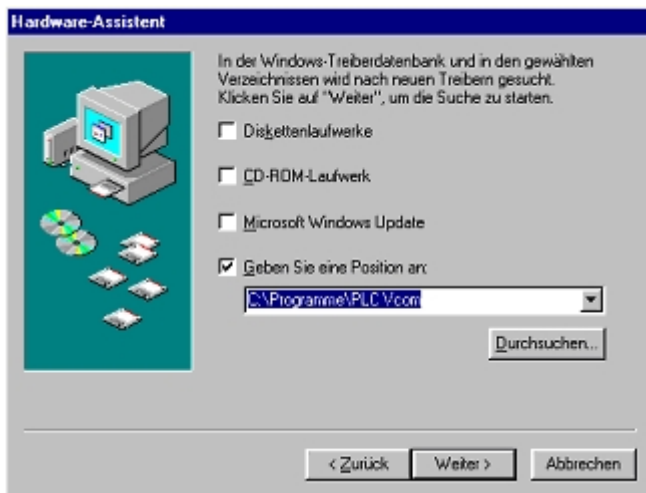 Hardware-Assistent
In der Windows-Treiberdatenbank und in den gewählten
Verzeichnissen wird nach neuen Treibern gesucht.
Klicken Sie auf "Weiter", um die Suche zu starten.
Diskettenlaufwerke
CD-ROM-Laufwerk
Microsoft Windows Update
Geben Sie eine Position an:
C:\Programme\PLC Vcom
Durchsuchen...
< Zurück
Weiter >
Abbrechen